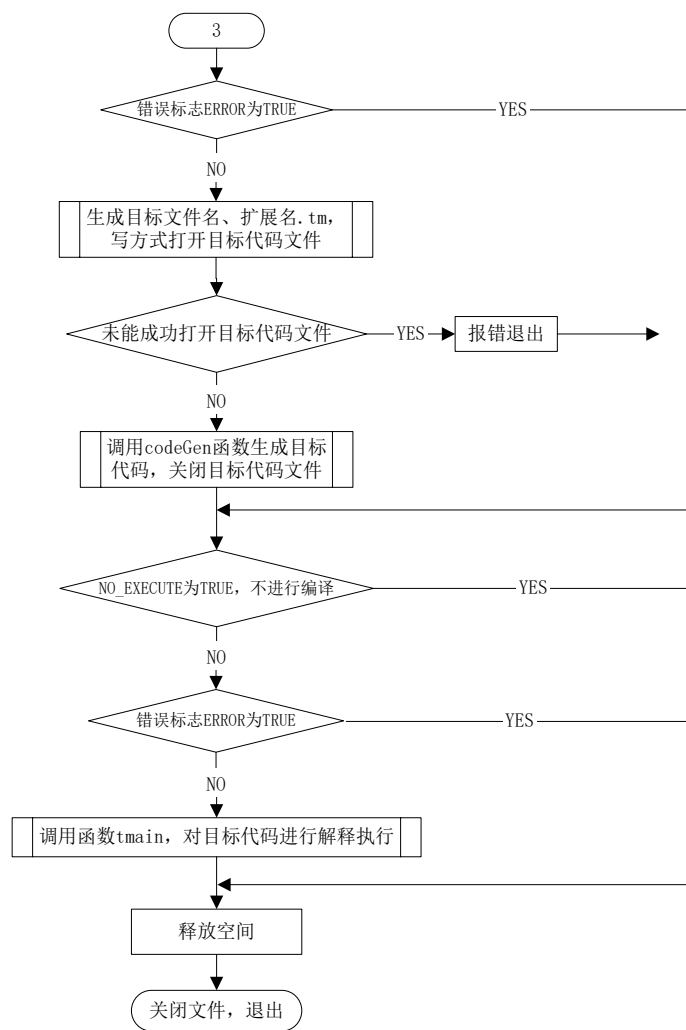 3
错误标志ERROR为TRUE
YES
NO
生成目标文件名、扩展名.tm，
写方式打开目标代码文件
未能成功打开目标代码文件
YES
报错退出
NO
调用codeGen函数生成目标
代码，关闭目标代码文件
NO_EXECUTE为TRUE，不进行编译
YES
NO
错误标志ERROR为TRUE
YES
NO
调用函数tmain，对目标代码进行解释执行
释放空间
关闭文件，退出